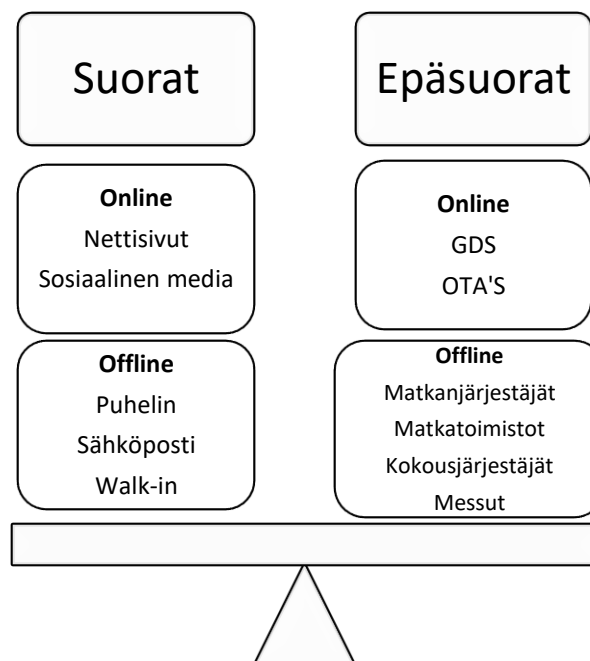 Suorat
Online
Nettisivut
Sosiaalinen media
Offline
Puhelin
Sähköposti
Walk-in
Epäsuorat
Online
GDS
OTA'S
Offline
Matkanjärjestäjät
Matkatoimistot
Kokousjärjestäjät
Messut